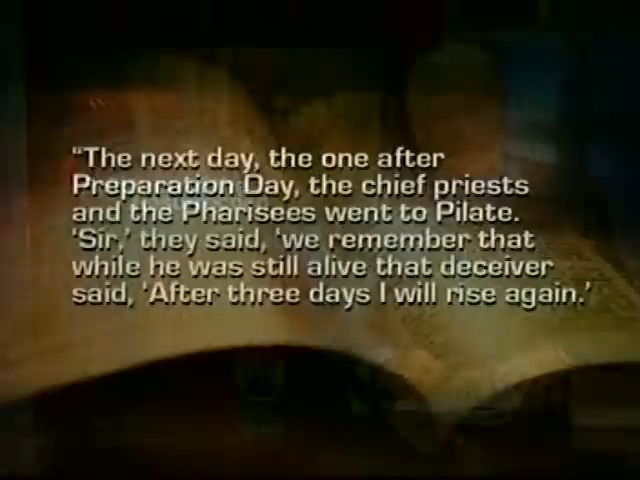 “The next day, the one after
Preparation Day, the chief priests
and the Pharisees went to Pilate.
‘Sir,’ they said, ‘we remember that
while he was still alive that deceiver
said, ‘After three days I will rise again.’